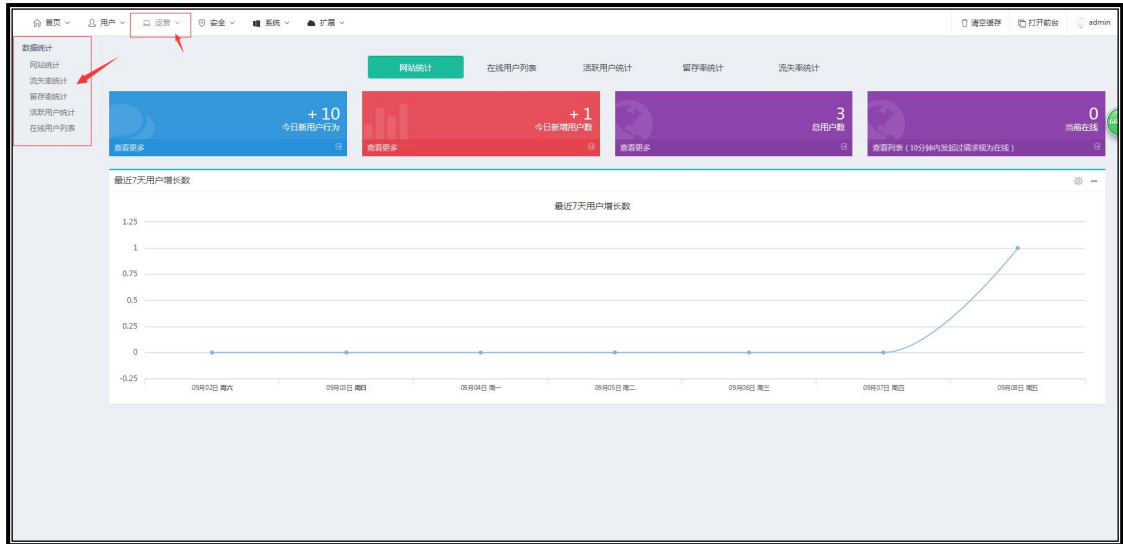 首页 用户 运营 安全 系统 扩展 清空缓存 打开前台 admin
数据统计
网站统计
流失率统计
留存率统计
活跃用户统计
在线用户列表
网站统计 在线用户列表 活跃用户统计 留存率统计 流失率统计
+ 10
今日新用户行为
查看更多
+ 1
今日新增用户数
查看更多
3
总用户数
查看更多
0
当前在线
查看列表（10分钟内发起过请求视为在线）
最近7天用户增长数
最近7天用户增长数
1.25
1
0.75
0.5
0.25
0
-0.25
09月02日 周六 09月03日 周日 09月04日 周一 09月05日 周二 09月06日 周三 09月07日 周四 09月08日 周五